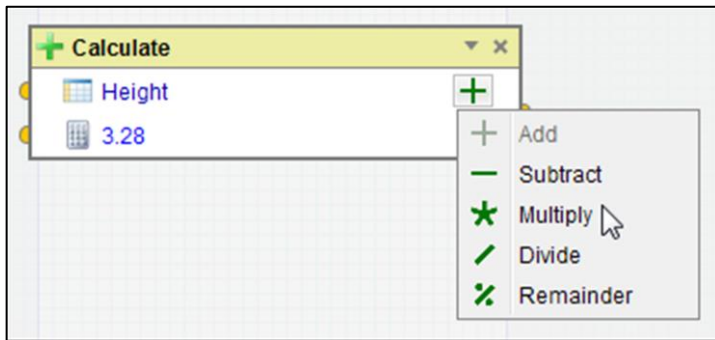 Calculate
Height
3.28
Add
Subtract
Multiply
Divide
Remainder